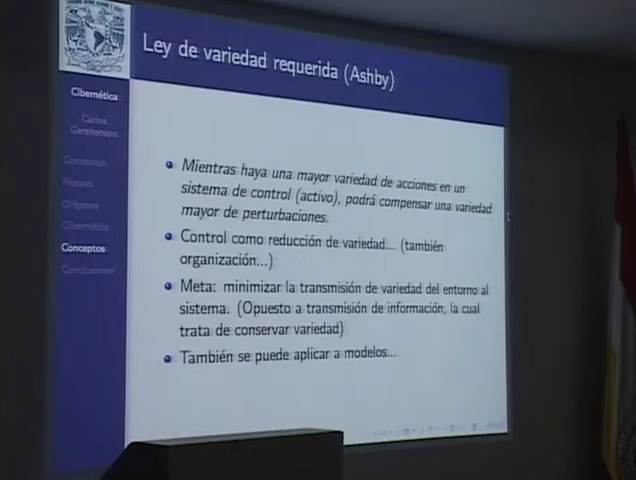 Ley de variedad requerida (Ashby)
Cibernética
Carlos
Gershenson
Contenido
Repaso
Orígenes
Cibernética
Conceptos
Conclusiones
Mientras haya una mayor variedad de acciones en un
sistema de control (activo), podrá compensar una variedad
mayor de perturbaciones.
Control como reducción de variedad... (también
organización...)
Meta: minimizar la transmisión de variedad del entorno al
sistema. (Opuesto a transmisión de información, la cual
trata de conservar variedad)
También se puede aplicar a modelos...